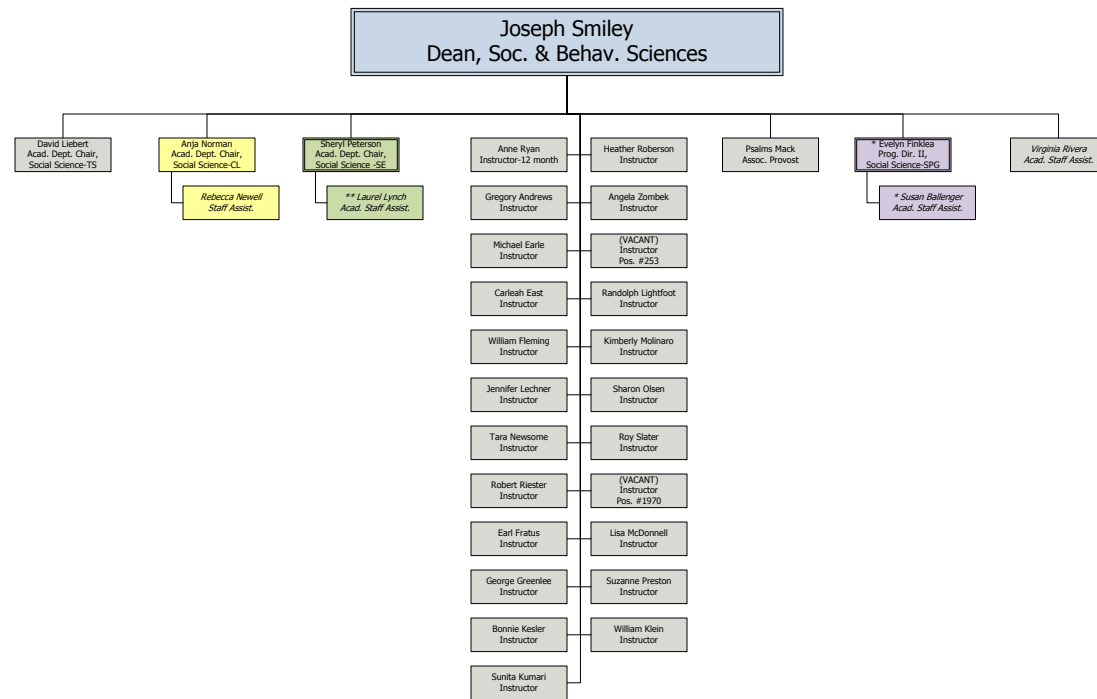 Joseph Smiley
Dean, Soc. & Behav. Sciences
David Liebert
Acad. Dept. Chair,
Social Science-TS
Anja Norman
Acad. Dept. Chair,
Social Science-CL
Rebecca Newell
Staff Assist.
Sheryl Peterson
Acad. Dept. Chair,
Social Science -SE
** Laurel Lynch
Acad. Staff Assist.
Anne Ryan
Instructor-12 month
Heather Roberson
Instructor
Gregory Andrews
Instructor
Angela Zombek
Instructor
Michael Earle
Instructor
(VACANT)
Instructor
Pos. #253
Carleah East
Instructor
Randolph Lightfoot
Instructor
William Fleming
Instructor
Kimberly Molinaro
Instructor
Jennifer Lechner
Instructor
Sharon Olsen
Instructor
Tara Newsome
Instructor
Roy Slater
Instructor
Robert Riester
Instructor
(VACANT)
Instructor
Pos. #1970
Earl Fratus
Instructor
Lisa McDonnell
Instructor
George Greenlee
Instructor
Suzanne Preston
Instructor
Bonnie Kesler
Instructor
William Klein
Instructor
Sunita Kumari
Instructor
Psalms Mack
Assoc. Provost
* Evelyn Finklea
Prog. Dir. II,
Social Science-SPG
* Susan Ballenger
Acad. Staff Assist.
Virginia Rivera
Acad. Staff Assist.